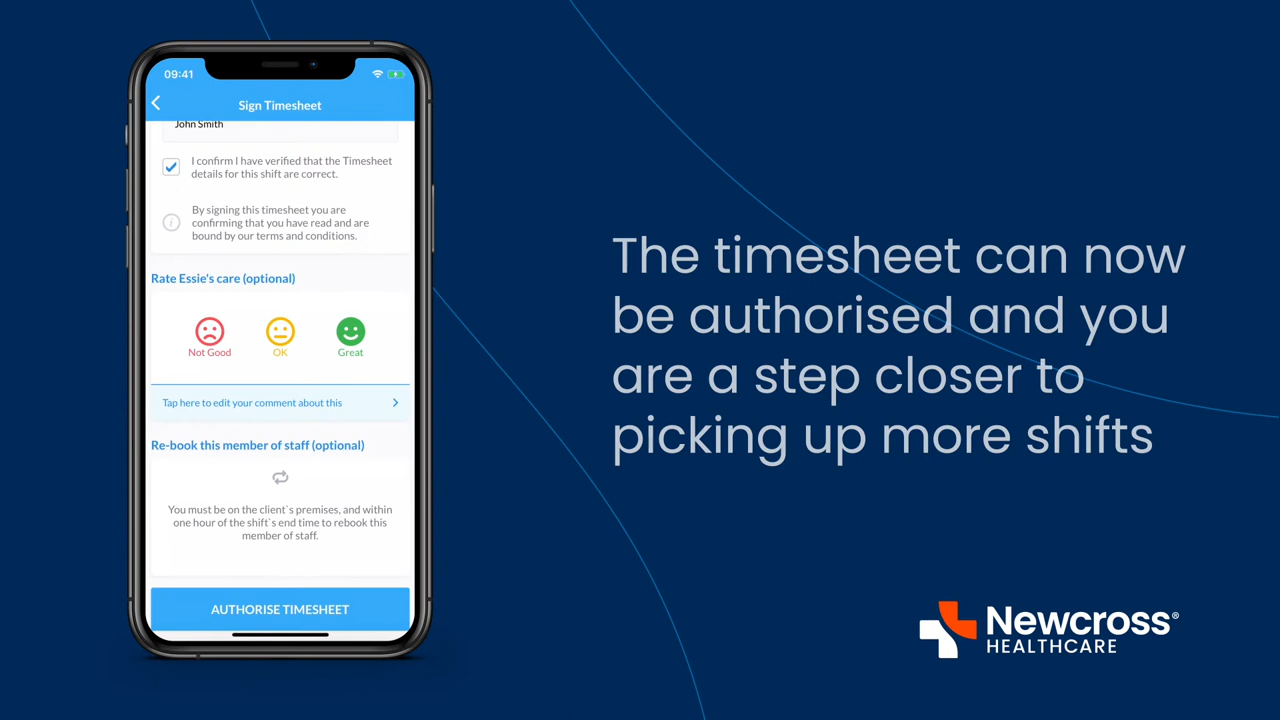 09:41
Sign Timesheet
John Smith
I confirm I have verified that the Timesheet
details for this shift are correct.
i
By signing this timesheet you are
confirming that you have read and are
bound by our terms and conditions.
Rate Essie's care (optional)
Not Good
OK
Great
Tap here to edit your comment about this
Re-book this member of staff (optional)
You must be on the client`s premises, and within
one hour of the shift`s end time to rebook this
member of staff.
AUTHORISE TIMESHEET
The timesheet can now
be authorised and you
are a step closer to
picking up more shifts
Newcross®
HEALTHCARE